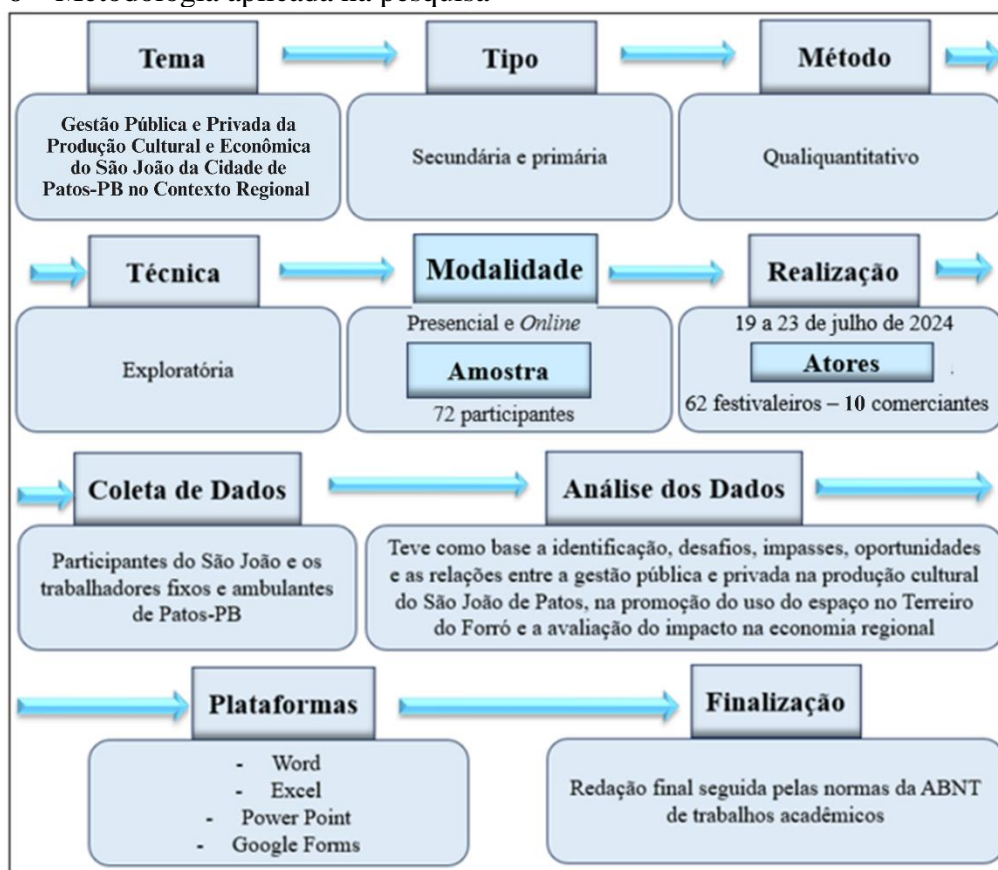 6 – Metodologia aplicada na pesquisa
Tema
Tipo
Método
Gestão Pública e Privada da
Produção Cultural e Econômica
do São João da Cidade de
Patos-PB no Contexto Regional
Secundária e primária
Qualiquantitativo
Técnica
Modalidade
Realização
Exploratória
Presencial e Online
Amostra
72 participantes
19 a 23 de julho de 2024
Atores
62 festivaleiros – 10 comerciantes
Coleta de Dados
Análise dos Dados
Participantes do São João e os
trabalhadores fixos e ambulantes
de Patos-PB
Teve como base a identificação, desafios, impasses, oportunidades
e as relações entre a gestão pública e privada na produção cultural
do São João de Patos, na promoção do uso do espaço no Terreiro
do Forró e a avaliação do impacto na economia regional
Plataformas
Finalização
- Word
- Excel
- Power Point
- Google Forms
Redação final seguida pelas normas da ABNT
de trabalhos acadêmicos